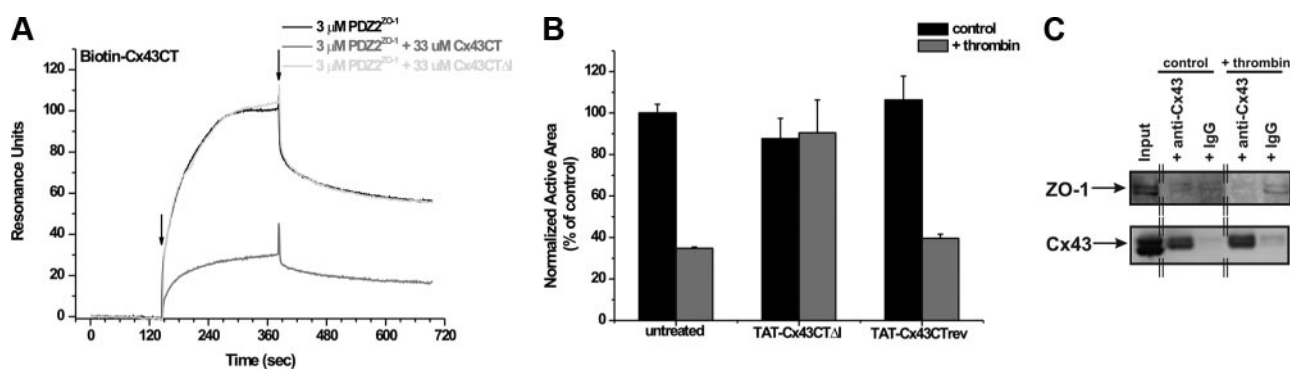 A
Biotin-Cx43CT
3 μM PDZ2ZO-1
3 μM PDZ2ZO-1 + 33 uM Cx43CT
3 μM PDZ2ZO-1 + 33 uM Cx43CTΔI
Resonance Units
120
100
80
60
40
20
0
0 120 240 360 480 600 720
Time (sec)
B
control
+ thrombin
Normalized Active Area
(% of control)
120
100
80
60
40
20
0
untreated TAT-Cx43CTΔI TAT-Cx43CTrev
C
control + thrombin
Input
+ anti-Cx43
+ IgG
+ anti-Cx43
+ IgG
ZO-1
Cx43